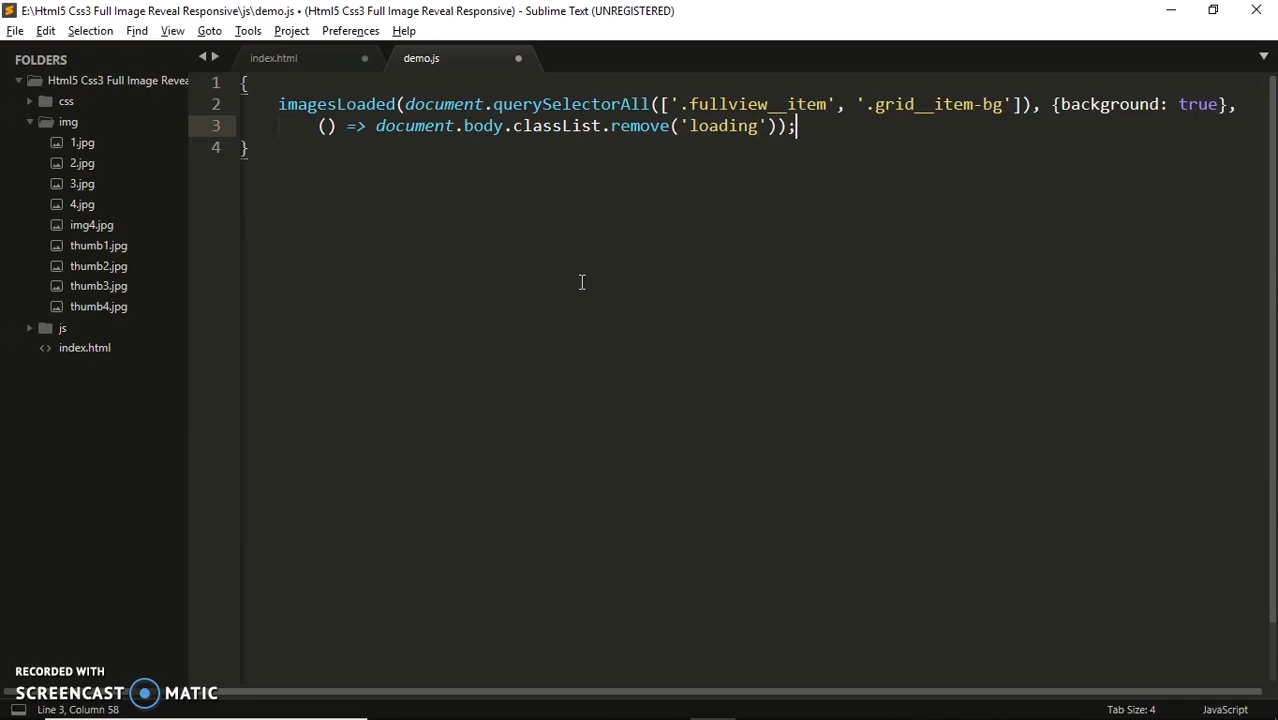 E:\Html5 Css3 Full Image Reveal Responsive\js\demo.js • (Html5 Css3 Full Image Reveal Responsive) - Sublime Text (UNREGISTERED)
File Edit Selection Find View Goto Tools Project Preferences Help
FOLDERS
Html5 Css3 Full Image Revea
css
img
1.jpg
2.jpg
3.jpg
4.jpg
img4.jpg
thumb1.jpg
thumb2.jpg
thumb3.jpg
thumb4.jpg
js
index.html
index.html
demo.js
1 {
2 imagesLoaded(document.querySelectorAll(['.fullview__item', '.grid__item-bg']), {background: true},
3 () => document.body.classList.remove('loading'));
4 }
RECORDED WITH
SCREENCAST MATIC
Line 3, Column 58
Tab Size: 4
JavaScript